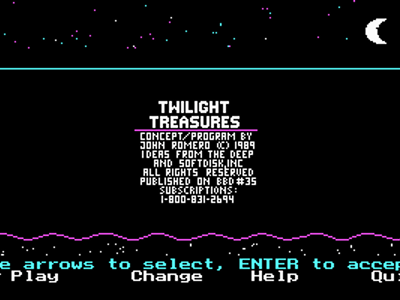 TWILIGHT
TREASURES
CONCEPT/PROGRAM BY
JOHN ROMERO (C) 1989
IDEAS FROM THE DEEP
AND SOFTDISK,INC
ALL RIGHTS RESERVED
PUBLISHED ON BBD#35
SUBSCRIPTIONS:
1-800-831-2694
e arrows to select, ENTER to accep
Play Change Help Qu